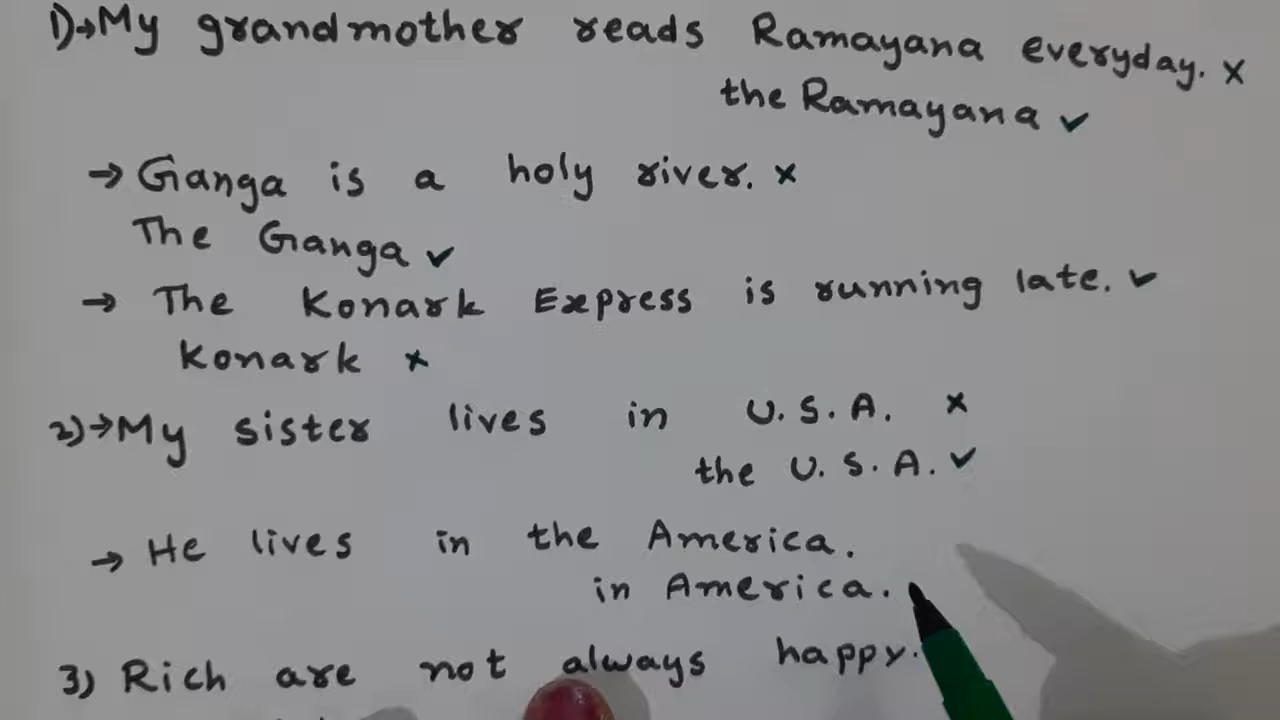 1)→My grandmother reads Ramayana everyday. ×
the Ramayana ✓
→ Ganga is a holy river. ×
The Ganga ✓
→ The Konark Express is running late. ✓
Konark ×
2)→My sister lives in U.S.A. ×
the U.S.A. ✓
→ He lives in the America.
in America.
3) Rich are not always happy.